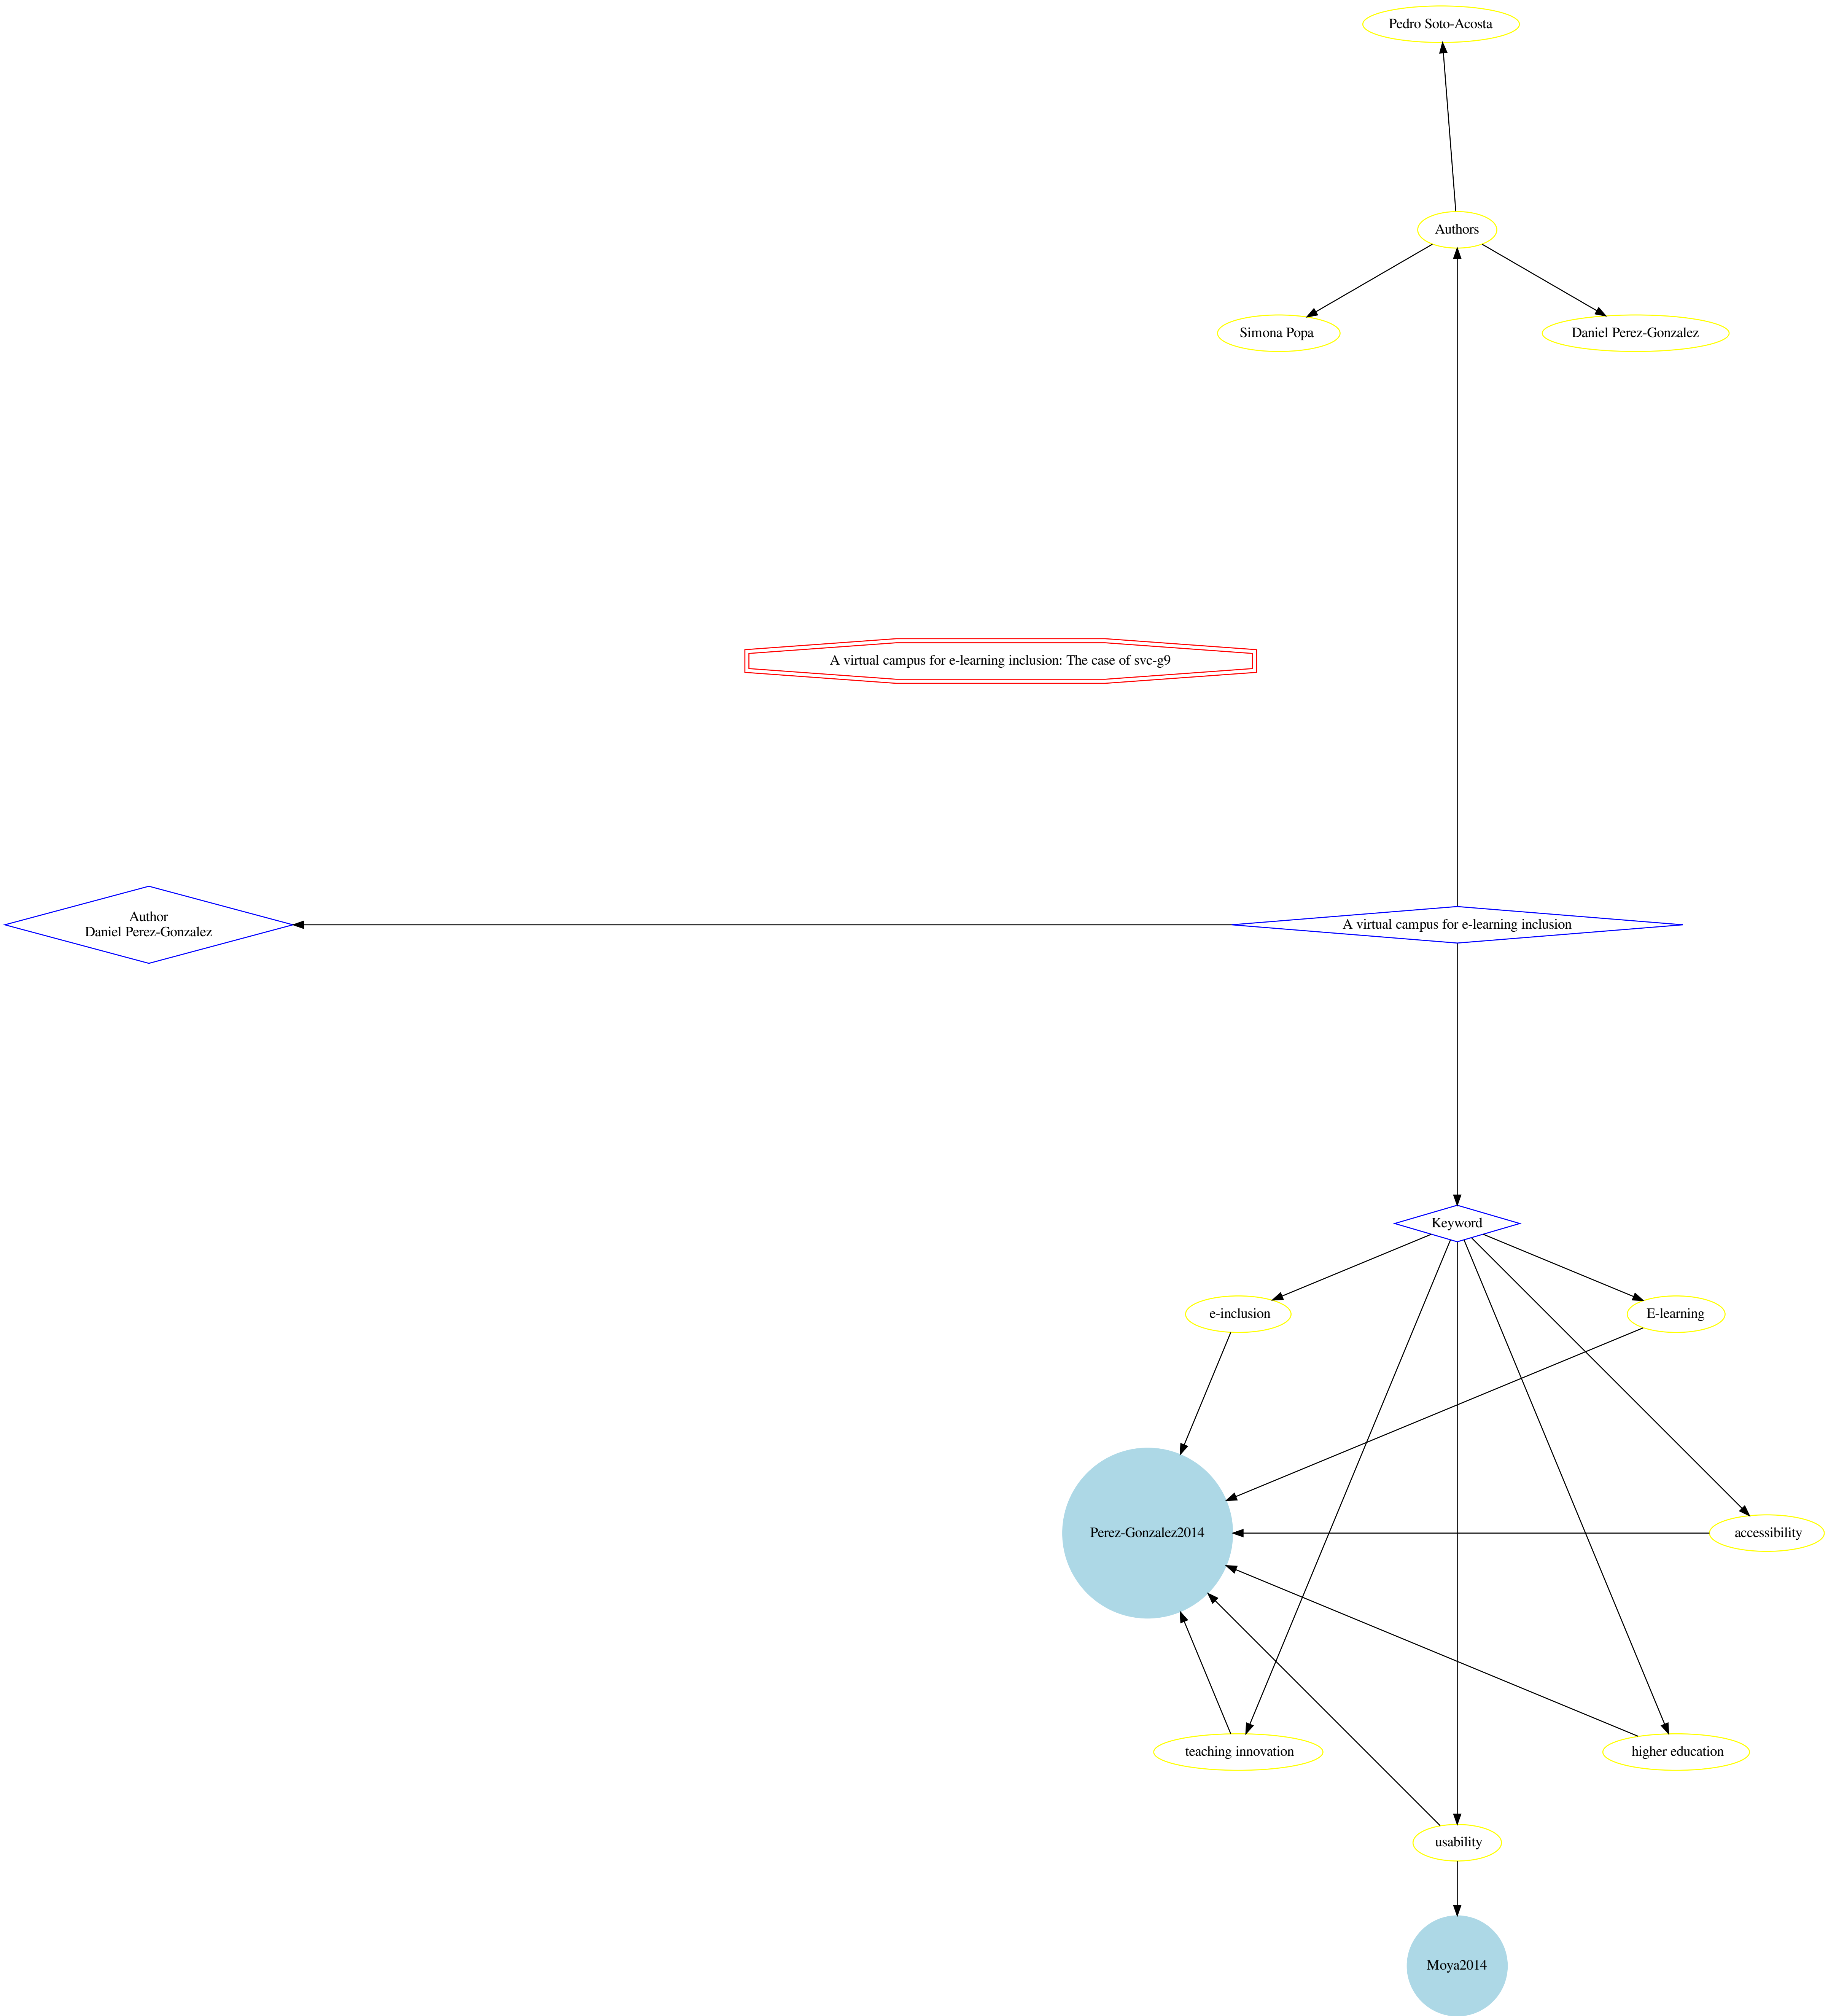 Pedro Soto-Acosta
Authors
Simona Popa
Daniel Perez-Gonzalez
A virtual campus for e-learning inclusion: The case of svc-g9
Author
Daniel Perez-Gonzalez
A virtual campus for e-learning inclusion
Keyword
e-inclusion
E-learning
Perez-Gonzalez2014
accessibility
teaching innovation
higher education
usability
Moya2014